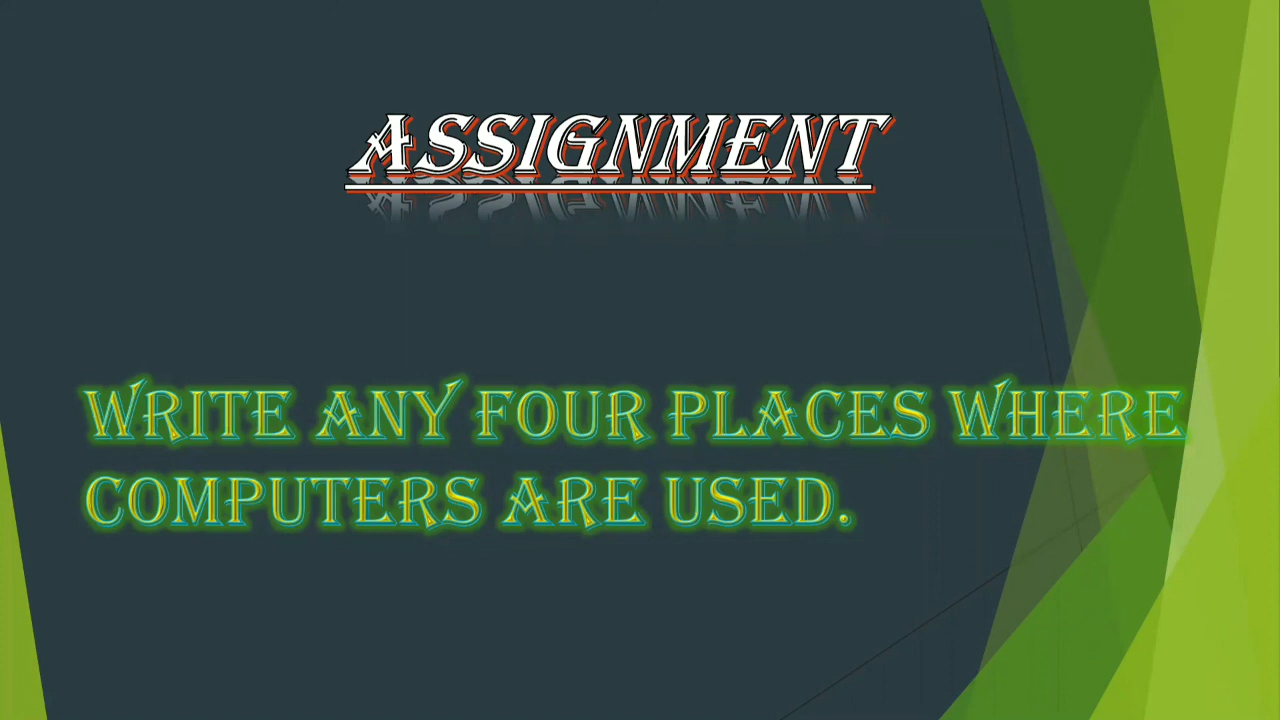 ASSIGNMENT
WRITE ANY FOUR PLACES WHERE
COMPUTERS ARE USED.